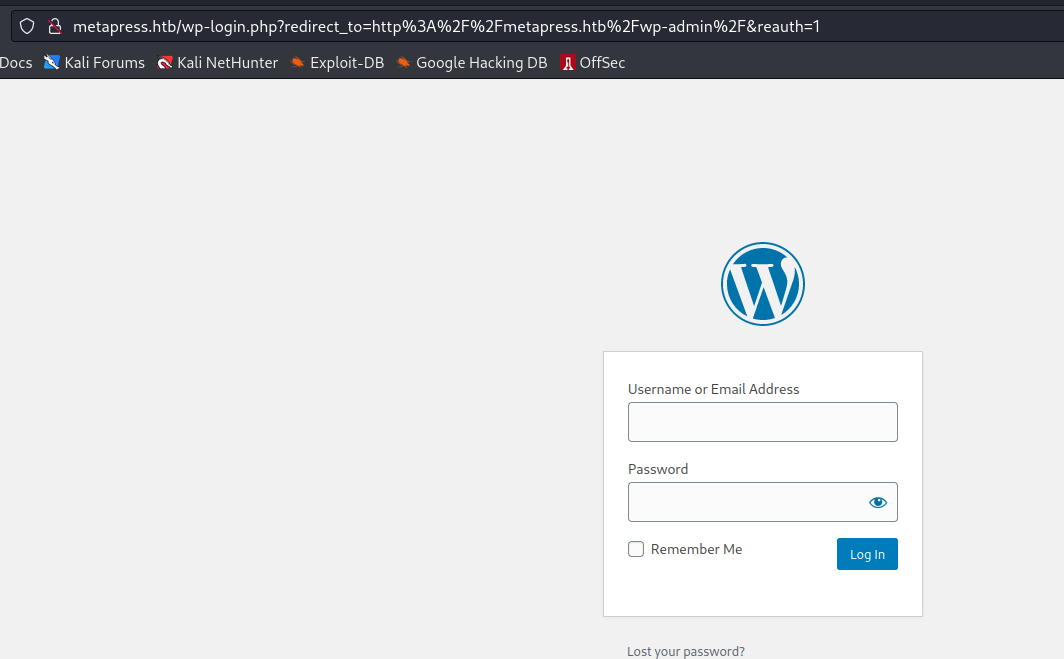 metapress.htb/wp-login.php?redirect_to=http%3A%2F%2Fmetapress.htb%2Fwp-admin%2F&reauth=1
Docs Kali Forums Kali NetHunter Exploit-DB Google Hacking DB OffSec
Username or Email Address
Password
Remember Me Log In
Lost your password?